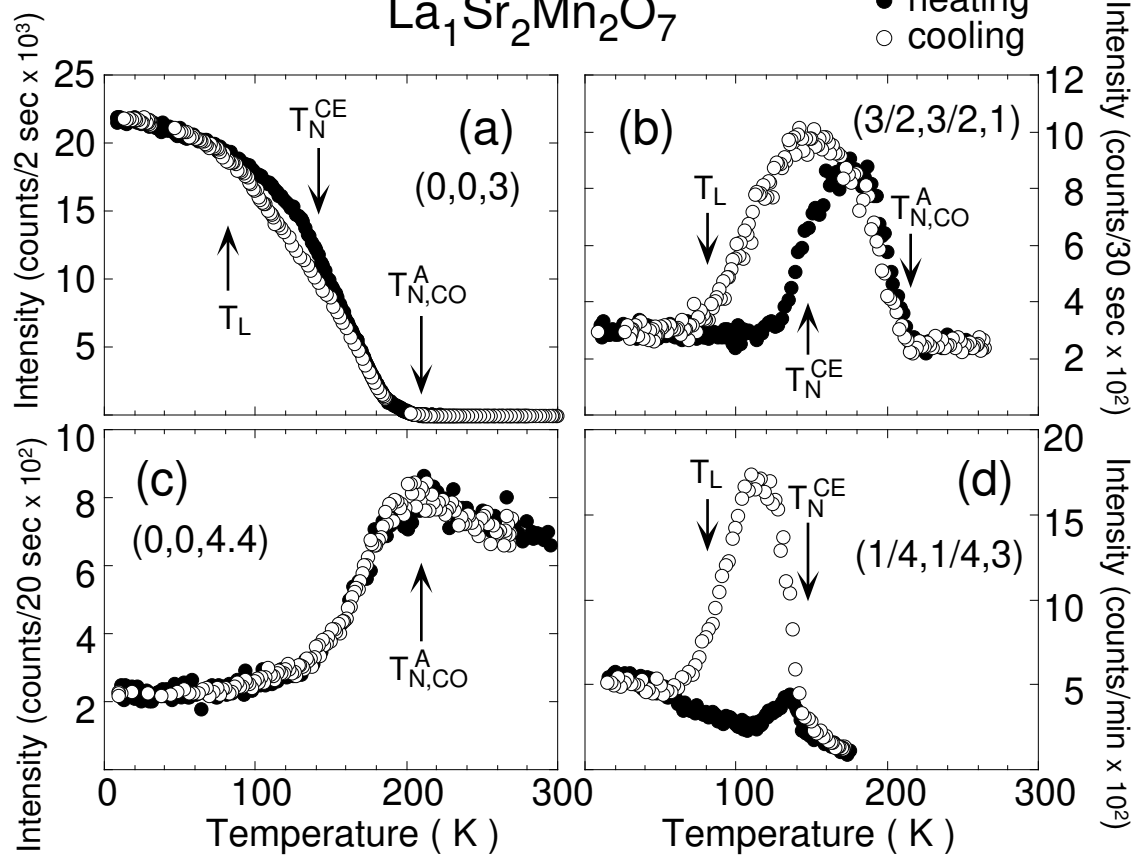 La₁Sr₂Mn₂O₇
heating
cooling
Intensity (counts/2 sec x 10³)
25
20
15
10
5
(a)
(0,0,3)
T_N^CE
T_L
T_N,CO^A
(b)
(3/2,3/2,1)
T_L
T_N,CO^A
T_N^CE
12
10
8
6
4
2
Intensity (counts/30 sec x 10²)
Intensity (counts/20 sec x 10²)
10
8
6
4
2
(c)
(0,0,4.4)
T_N,CO^A
0 100 200 300
Temperature ( K )
(d)
(1/4,1/4,3)
T_L
T_N^CE
20
15
10
5
Intensity (counts/min x 10²)
0 100 200 300
Temperature ( K )